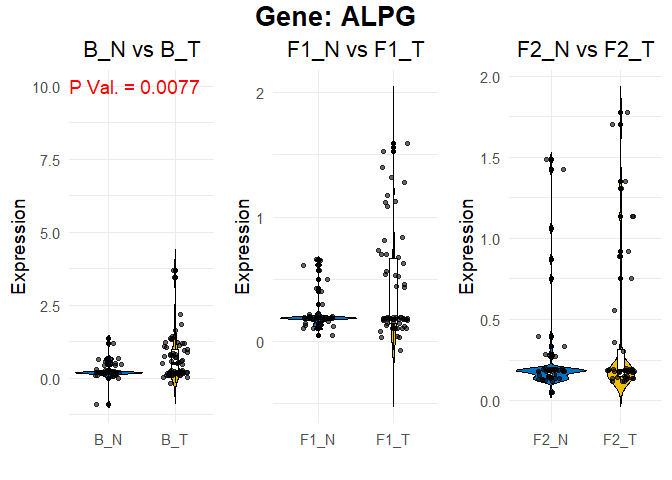 Gene: ALPG
B_N vs B_T
F1_N vs F1_T
F2_N vs F2_T
P Val. = 0.0077
Expression
10.0
7.5
5.0
2.5
0.0
B_N
B_T
Expression
2
1
0
F1_N
F1_T
Expression
2.0
1.5
1.0
0.5
0.0
F2_N
F2_T